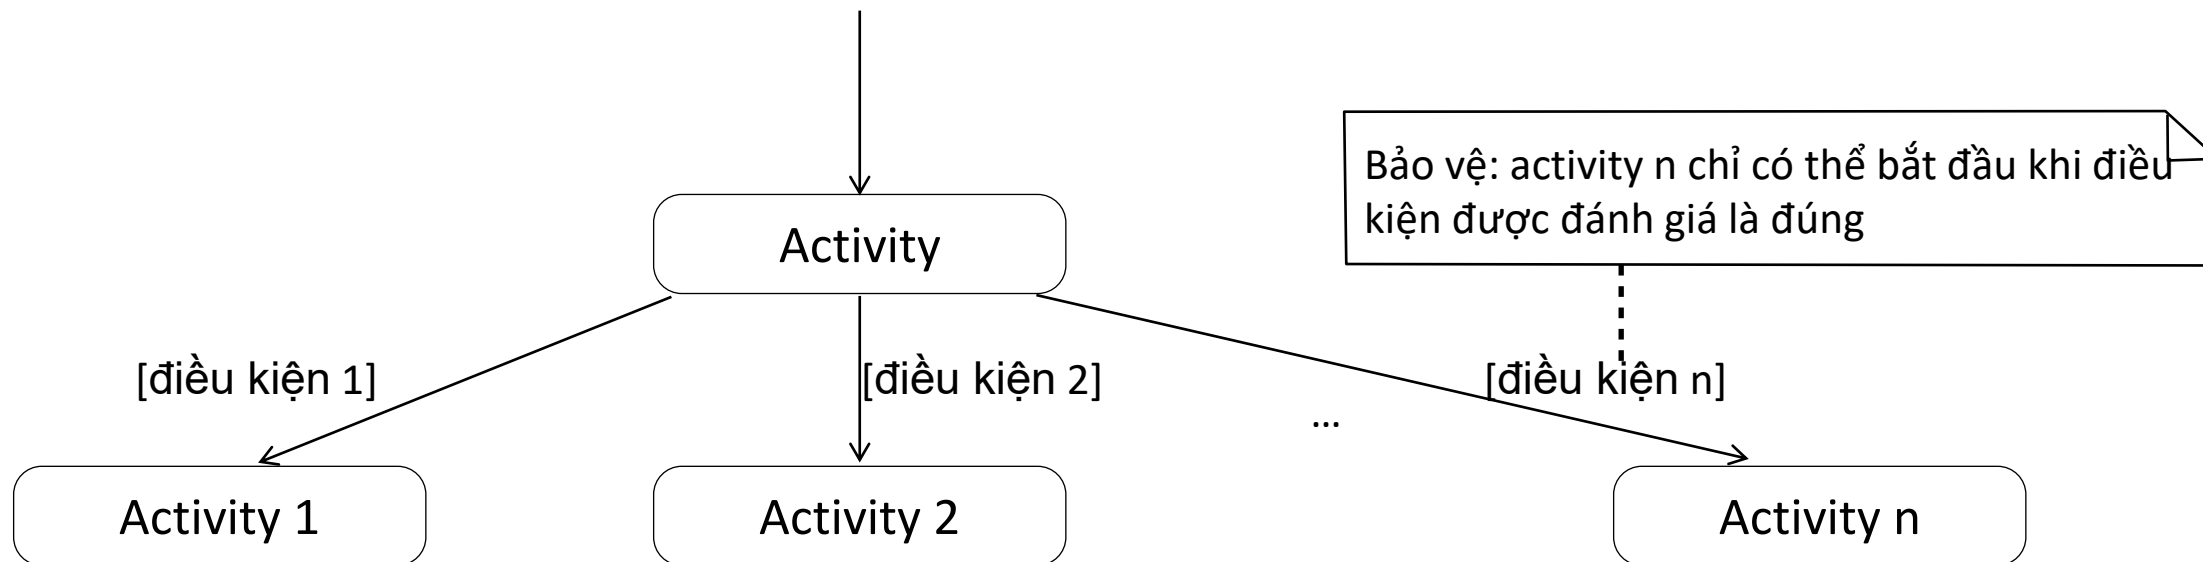 Bảo vệ: activity n chỉ có thể bắt đầu khi điều
kiện được đánh giá là đúng
Activity
[điều kiện 1]
[điều kiện 2]
[điều kiện n]
...
Activity 1
Activity 2
Activity n